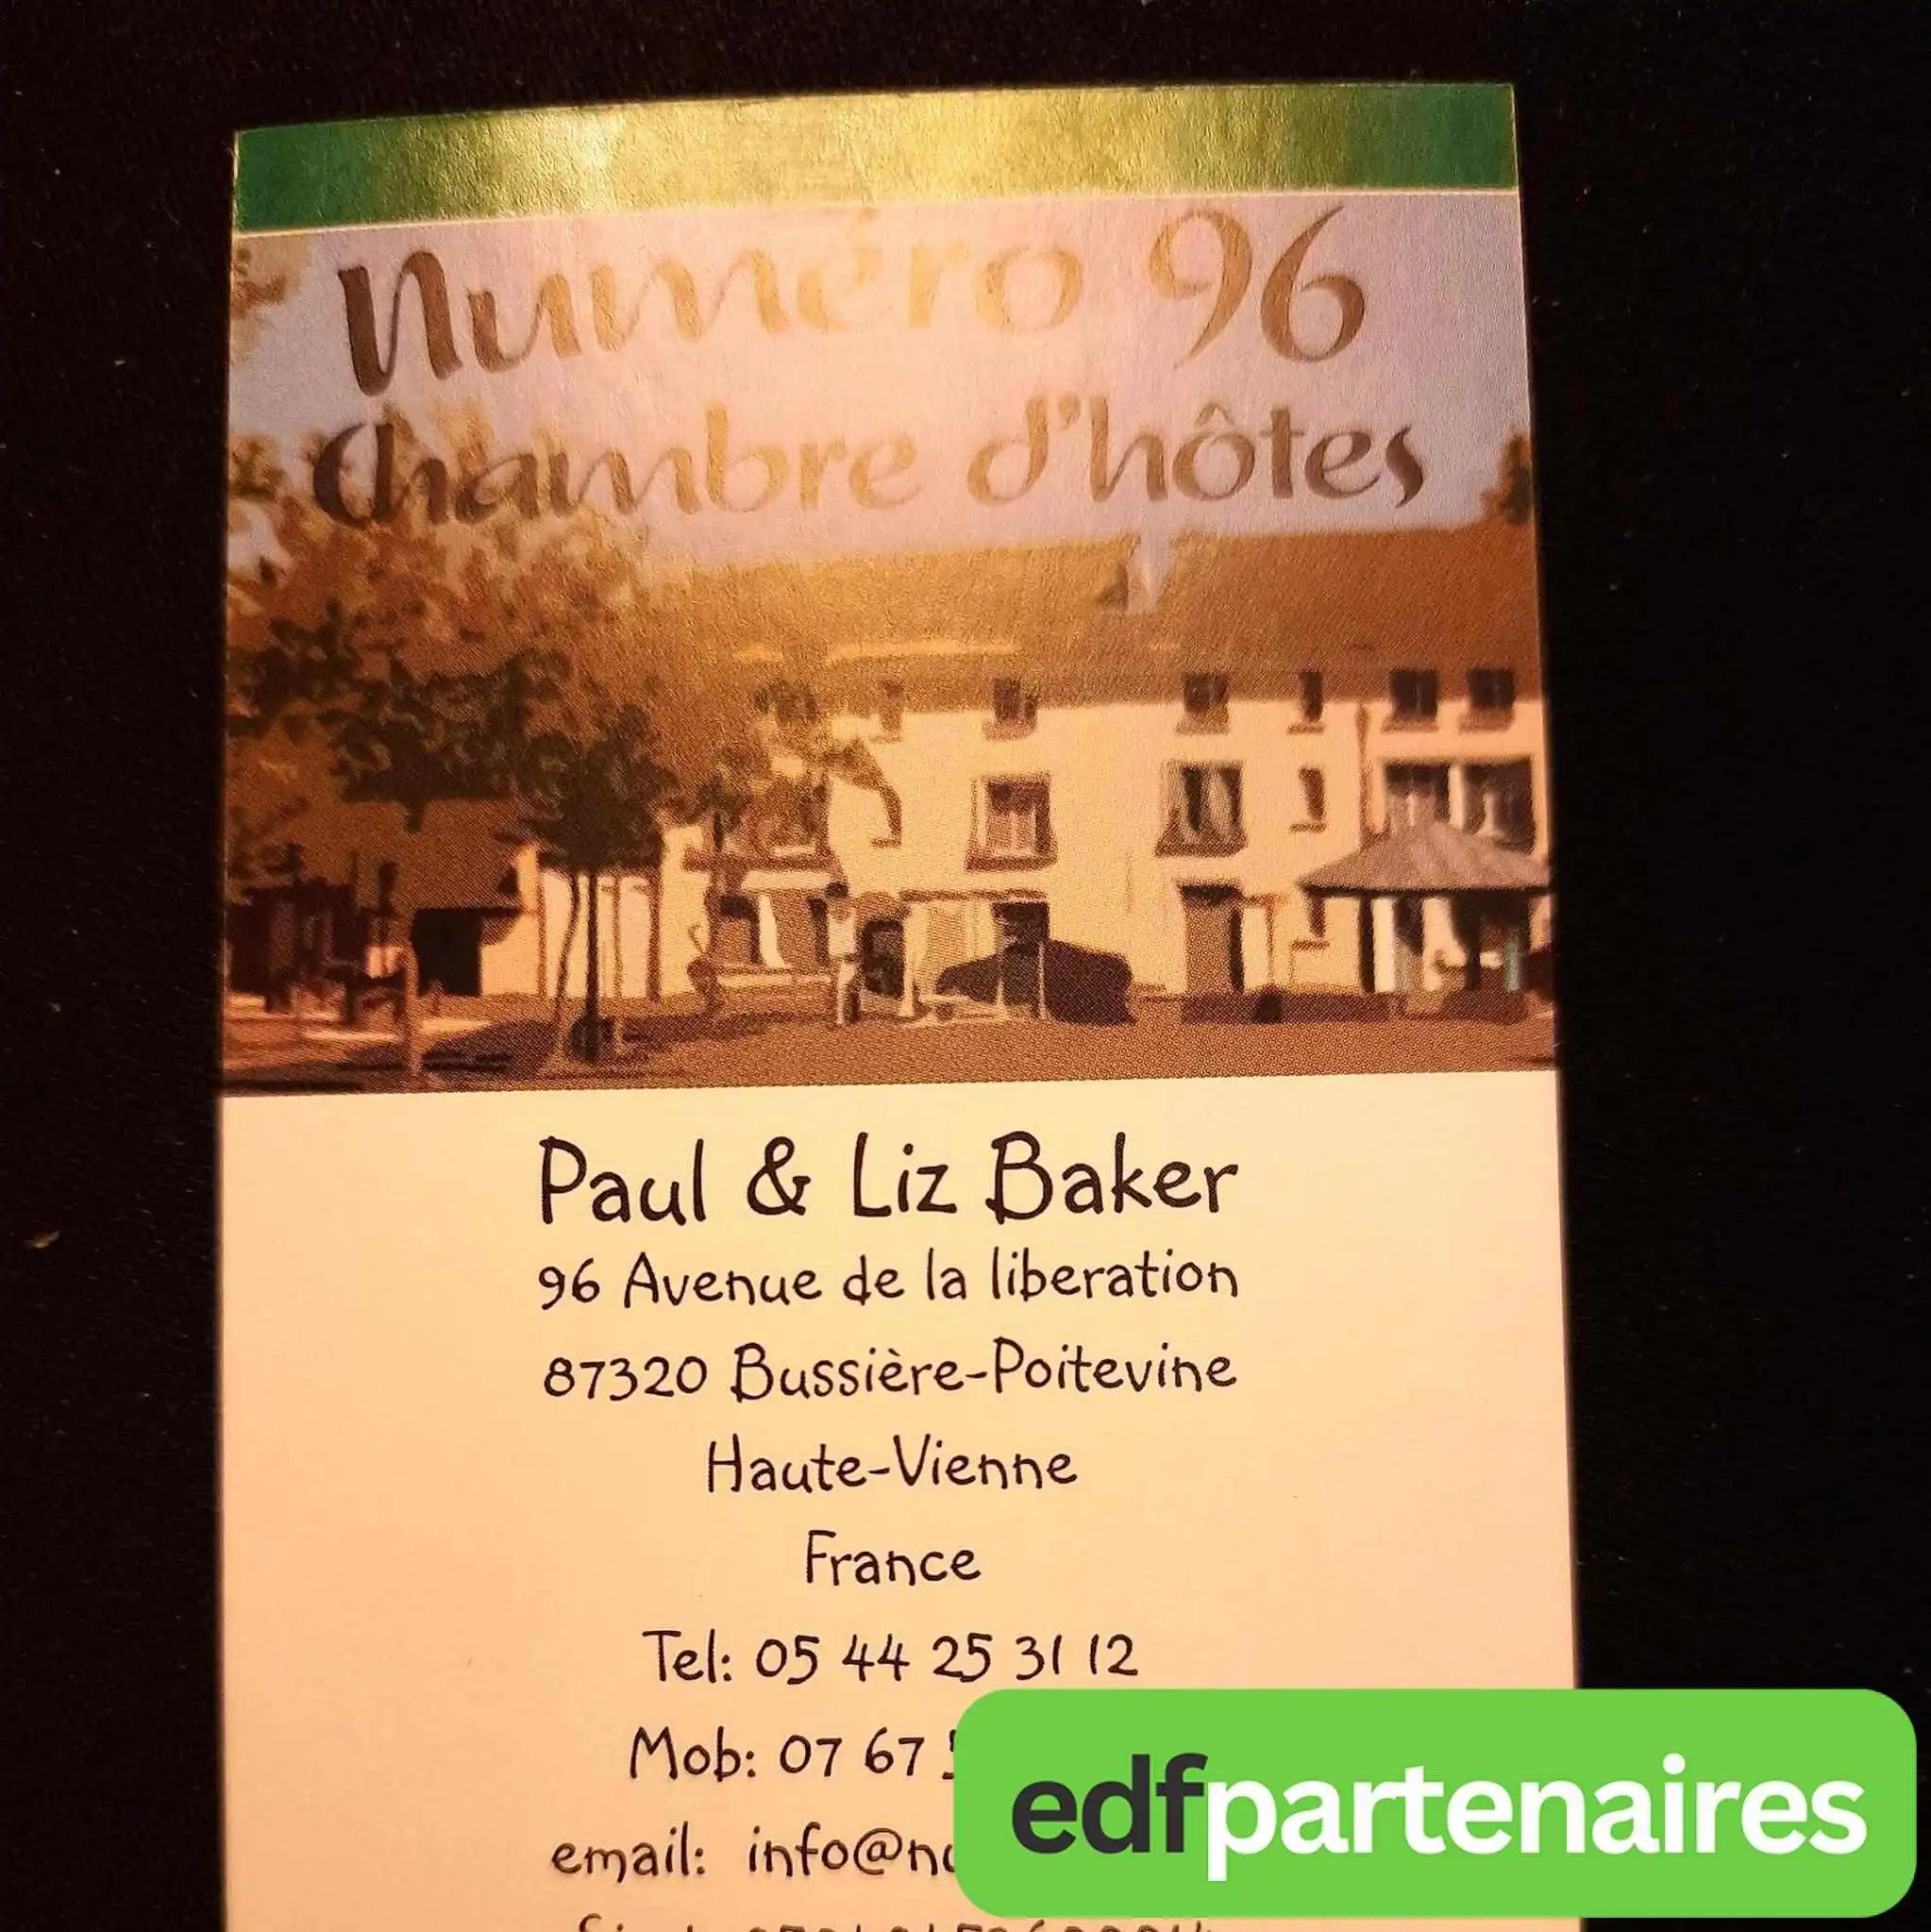 Numéro 96
Chambre d'hôtes
Paul & Liz Baker
96 Avenue de la liberation
87320 Bussière-Poitevine
Haute-Vienne
France
Tel: 05 44 25 31 12
Mob: 07 67
email:
edfpartenaires